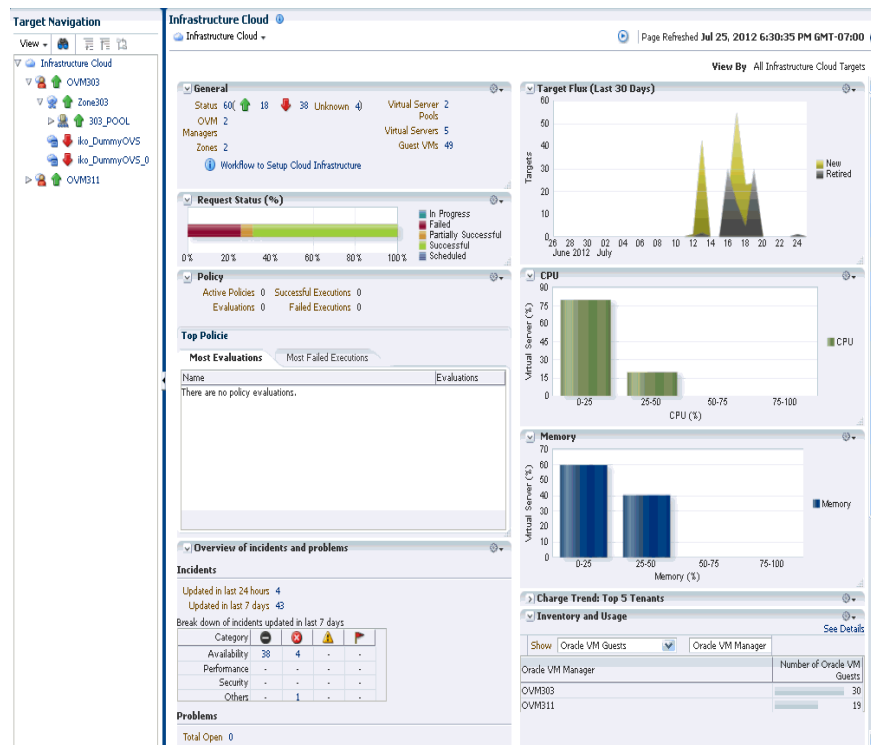 Target Navigation
View
Infrastructure Cloud
OVM303
Zone303
303_POOL
iko_DummyOVS
iko_DummyOVS_0
OVM311
Infrastructure Cloud
Infrastructure Cloud
Page Refreshed Jul 25, 2012 6:30:35 PM GMT-07:00
View By All Infrastructure Cloud Targets
General
Status 60( 18 38 Unknown 4)
OVM Managers 2
Zones 2
Virtual Server Pools 2
Virtual Servers 5
Guest VMs 49
Workflow to Setup Cloud Infrastructure
Request Status (%)
In Progress
Failed
Partially Successful
Successful
Scheduled
0% 20% 40% 60% 80% 100%
Policy
Active Policies 0 Successful Executions 0
Evaluations 0 Failed Executions 0
Top Policie
Most Evaluations Most Failed Executions
Name Evaluations
There are no policy evaluations.
Overview of incidents and problems
Incidents
Updated in last 24 hours 4
Updated in last 7 days 43
Break down of incidents updated in last 7 days
Category
Availability 38 4 - -
Performance - - - -
Security - - - -
Others - 1 - -
Problems
Total Open 0
Target Flux (Last 30 Days)
Targets
60
50
40
30
20
10
0
26 28 30 02 04 06 08 10 12 14 16 18 20 22 24
June 2012 July
New
Retired
CPU
Virtual Server (%)
90
75
60
45
30
15
0
0-25 25-50 50-75 75-100
CPU (%)
CPU
Memory
Virtual Server (%)
70
60
50
40
30
20
10
0
0-25 25-50 50-75 75-100
Memory (%)
Memory
Charge Trend: Top 5 Tenants
Inventory and Usage
See Details
Show Oracle VM Guests Oracle VM Manager
Oracle VM Manager Number of Oracle VM Guests
OVM303 30
OVM311 19